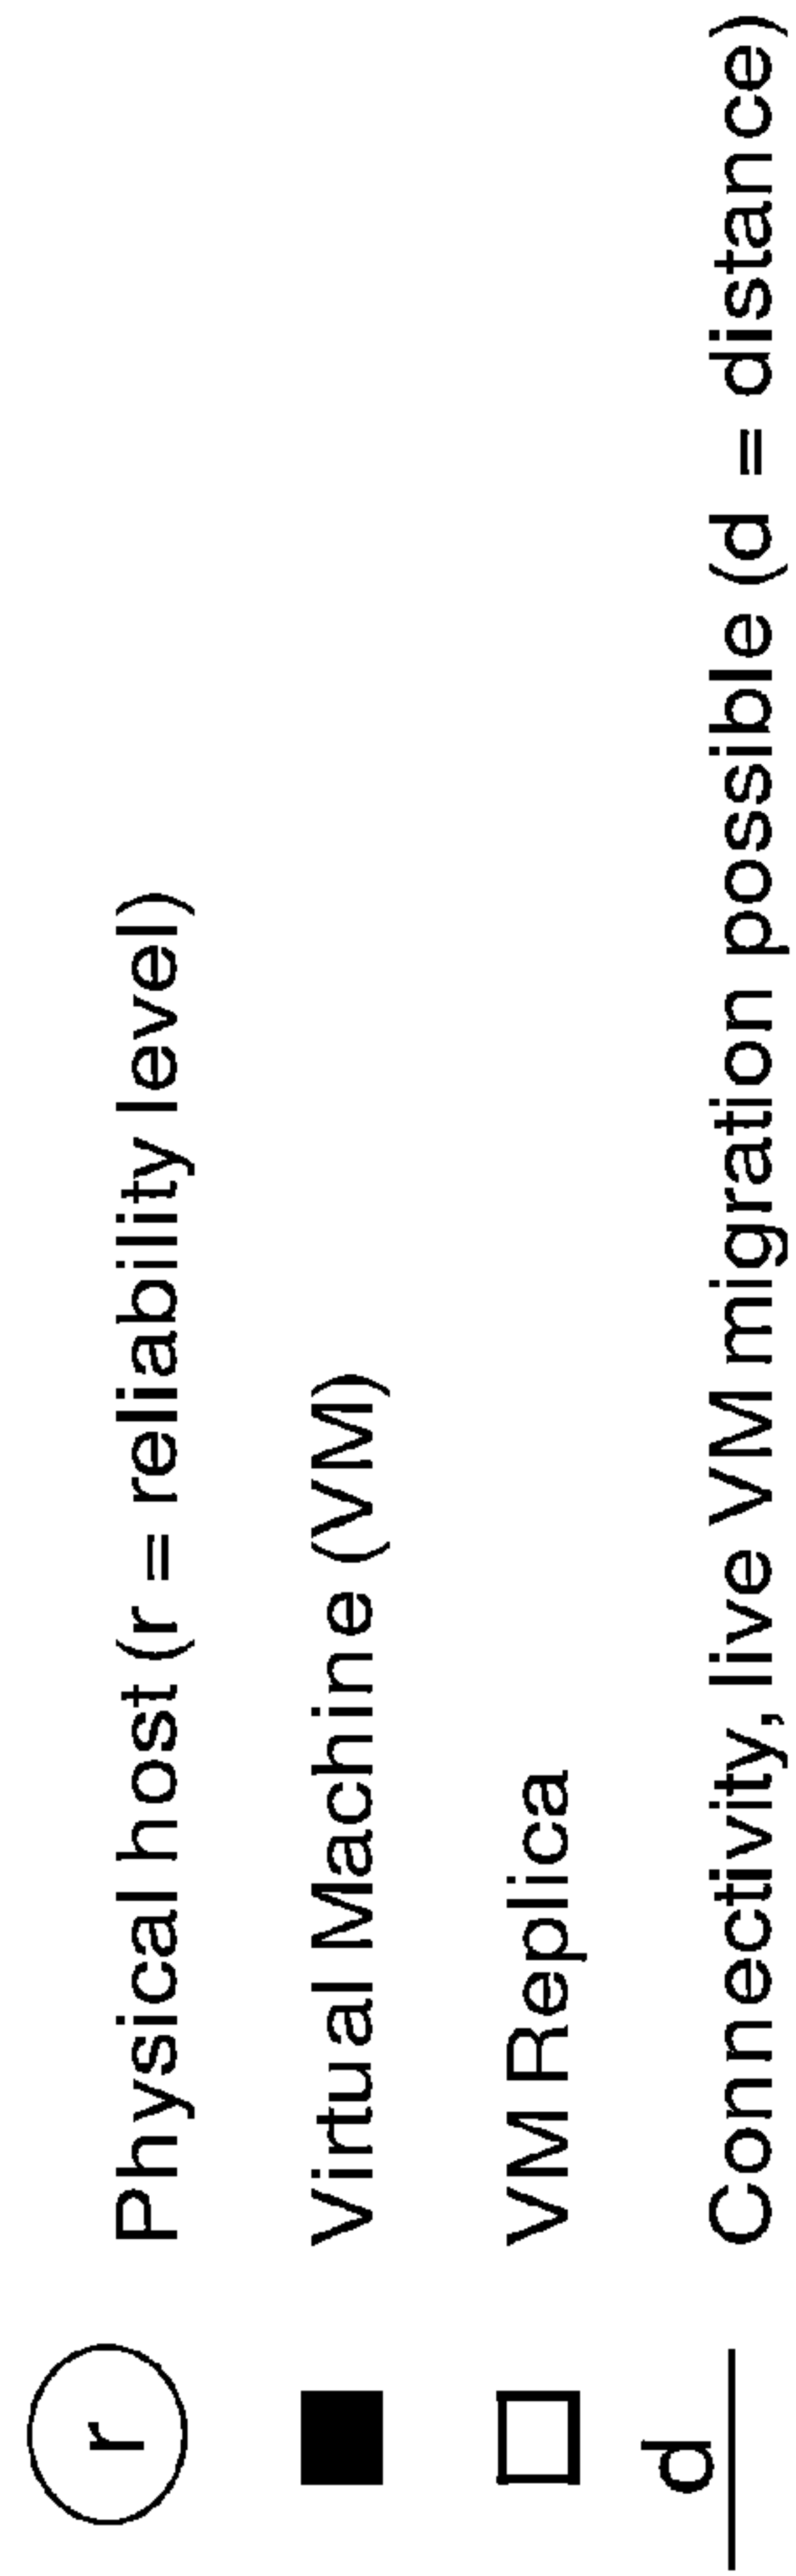 r Physical host (r = reliability level)
Virtual Machine (VM)
VM Replica
d Connectivity, live VM migration possible (d = distance)